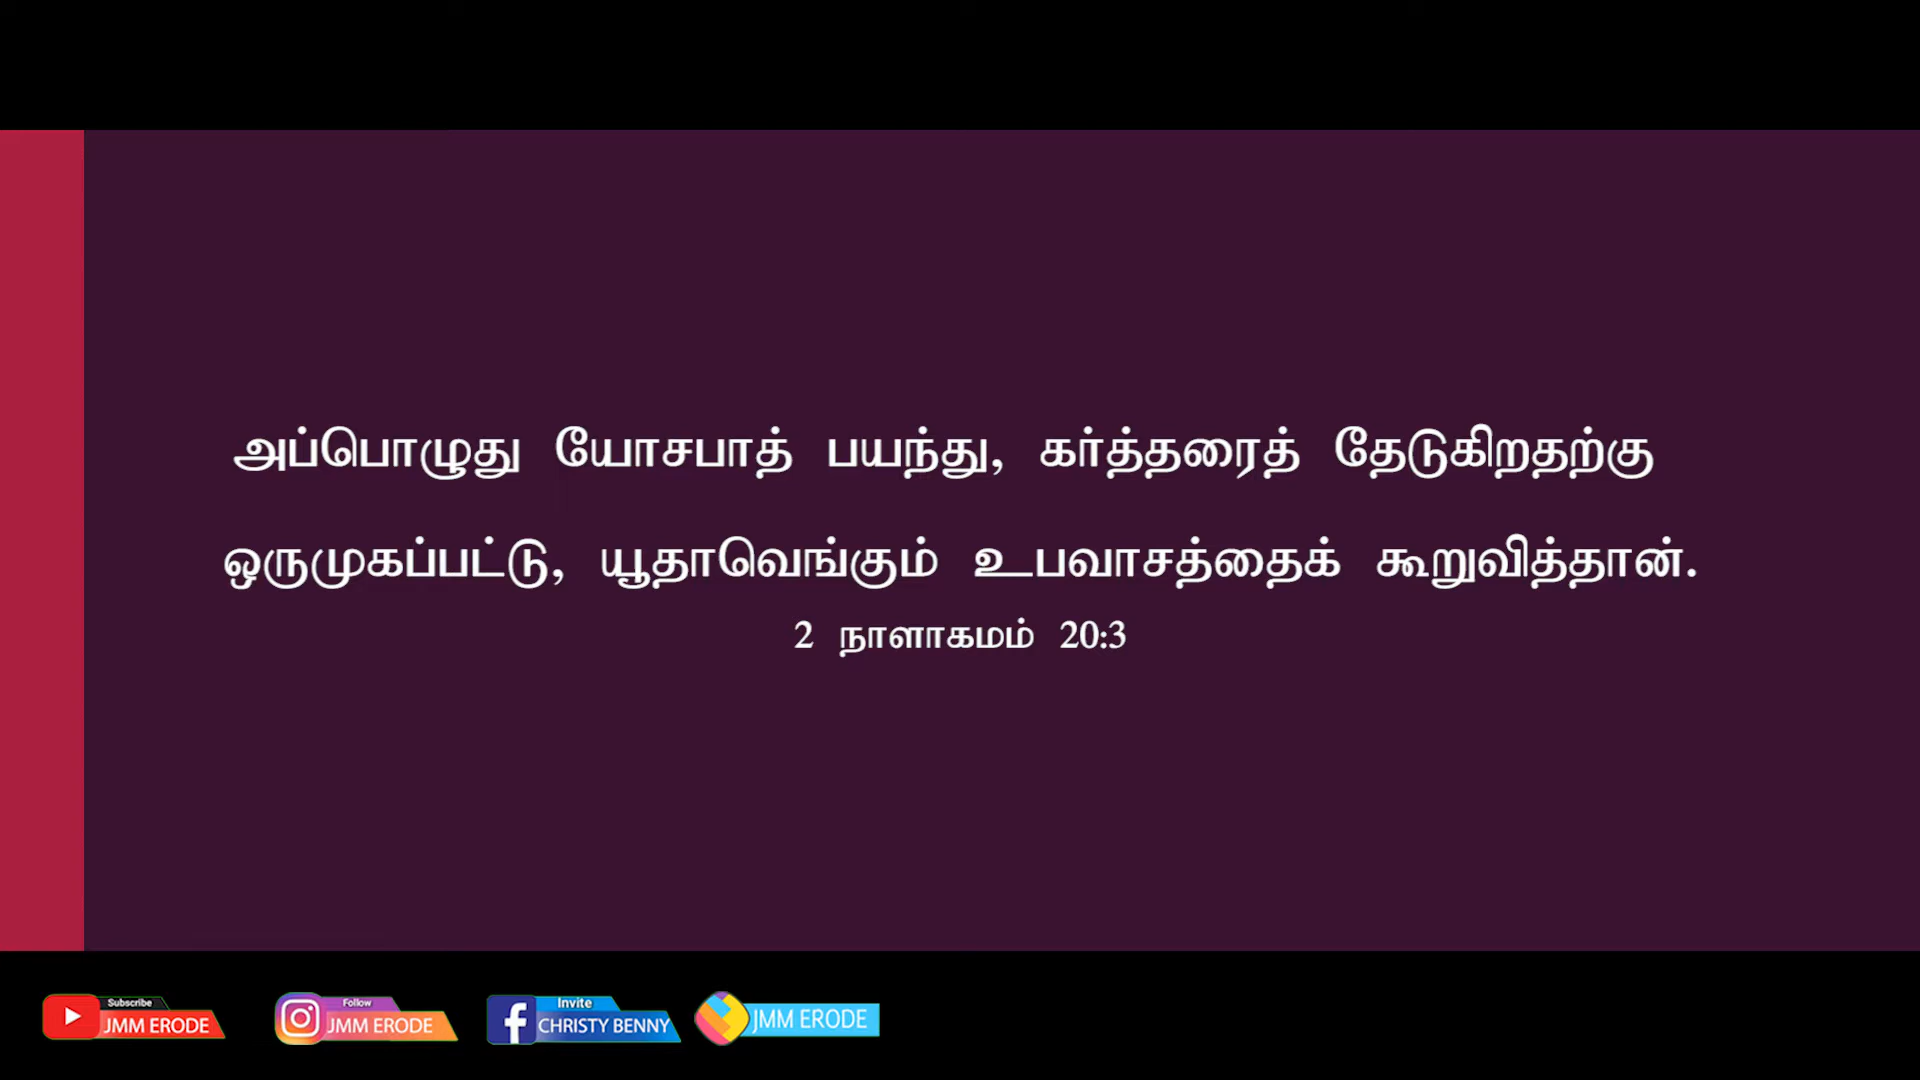 அப்பொழுது யோசபாத் பயந்து, கர்த்தரைத் தேடுகிறதற்கு
ஒருமுகப்பட்டு, யூதாவெங்கும் உபவாசத்தைக் கூறுவித்தான்.
2 நாளாகமம் 20:3
Subscribe
JMM ERODE
Follow
JMM ERODE
Invite
CHRISTY BENNY
JMM ERODE